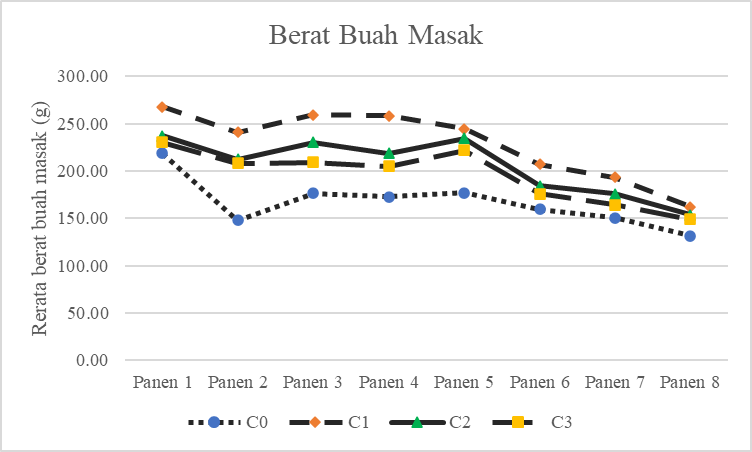 Berat Buah Masak
Rerata berat buah masak (g)
300.00
250.00
200.00
150.00
100.00
50.00
0.00
Panen 1 Panen 2 Panen 3 Panen 4 Panen 5 Panen 6 Panen 7 Panen 8
C0 C1 C2 C3